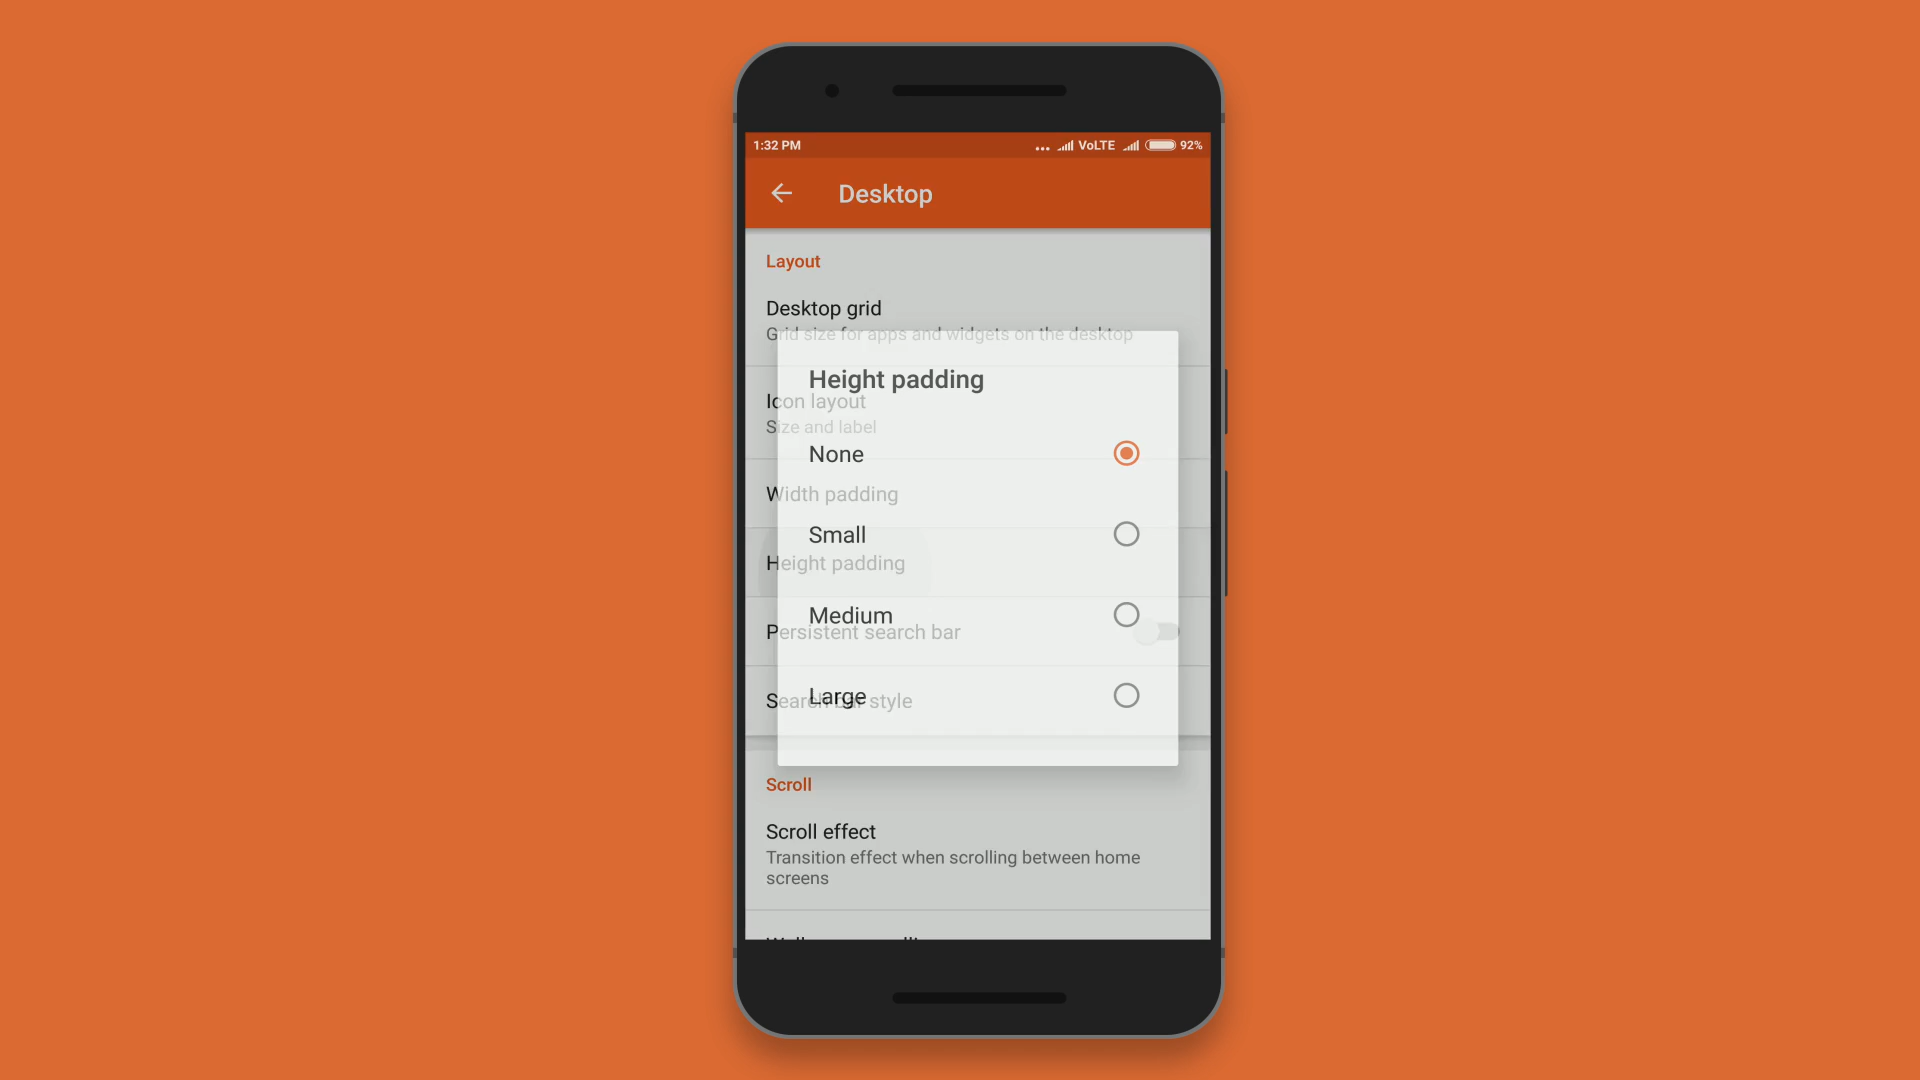 1:32 PM
VoLTE 92%
Desktop
Layout
Desktop grid
Grid size for apps and widgets on the desktop
Height padding
Icon layout
Size and label
None
Width padding
Small
Height padding
Medium
Persistent search bar
Large
Search bar style
Scroll
Scroll effect
Transition effect when scrolling between home
screens